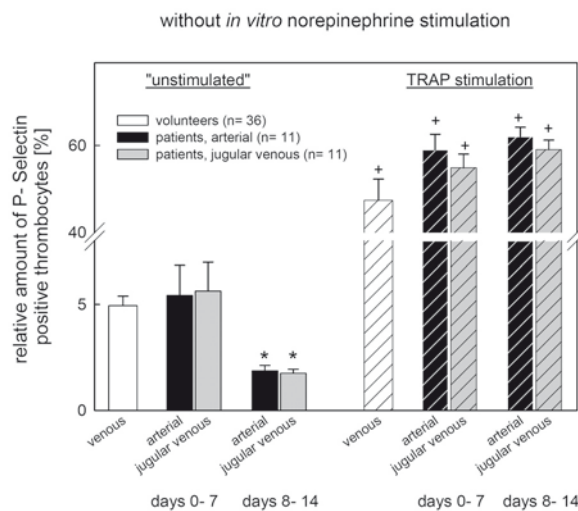 without in vitro norepinephrine stimulation
"unstimulated"
TRAP stimulation
volunteers (n= 36)
patients, arterial (n= 11)
patients, jugular venous (n= 11)
relative amount of P- Selectin
positive thrombocytes [%]
60
40
5
0
+
+
+
+
+
*
*
venous
arterial
jugular venous
arterial
jugular venous
venous
arterial
jugular venous
arterial
jugular venous
days 0- 7
days 8- 14
days 0- 7
days 8- 14